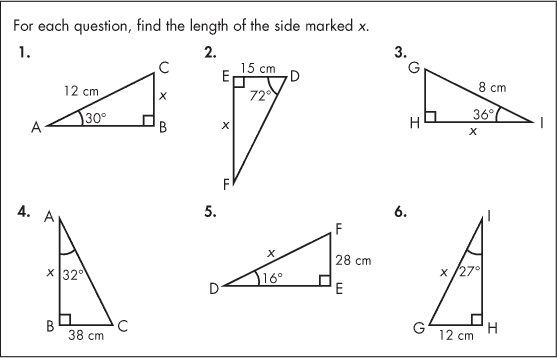 For each question, find the length of the side marked x.
1. 2. 3.
C
12 cm
x
30°
A
B
E
15 cm
D
72°
x
F
G
8 cm
36°
H
x
I
4. 5. 6.
A
x
32°
B
38 cm
C
F
x
28 cm
16°
D
E
I
x
27°
G
12 cm
H